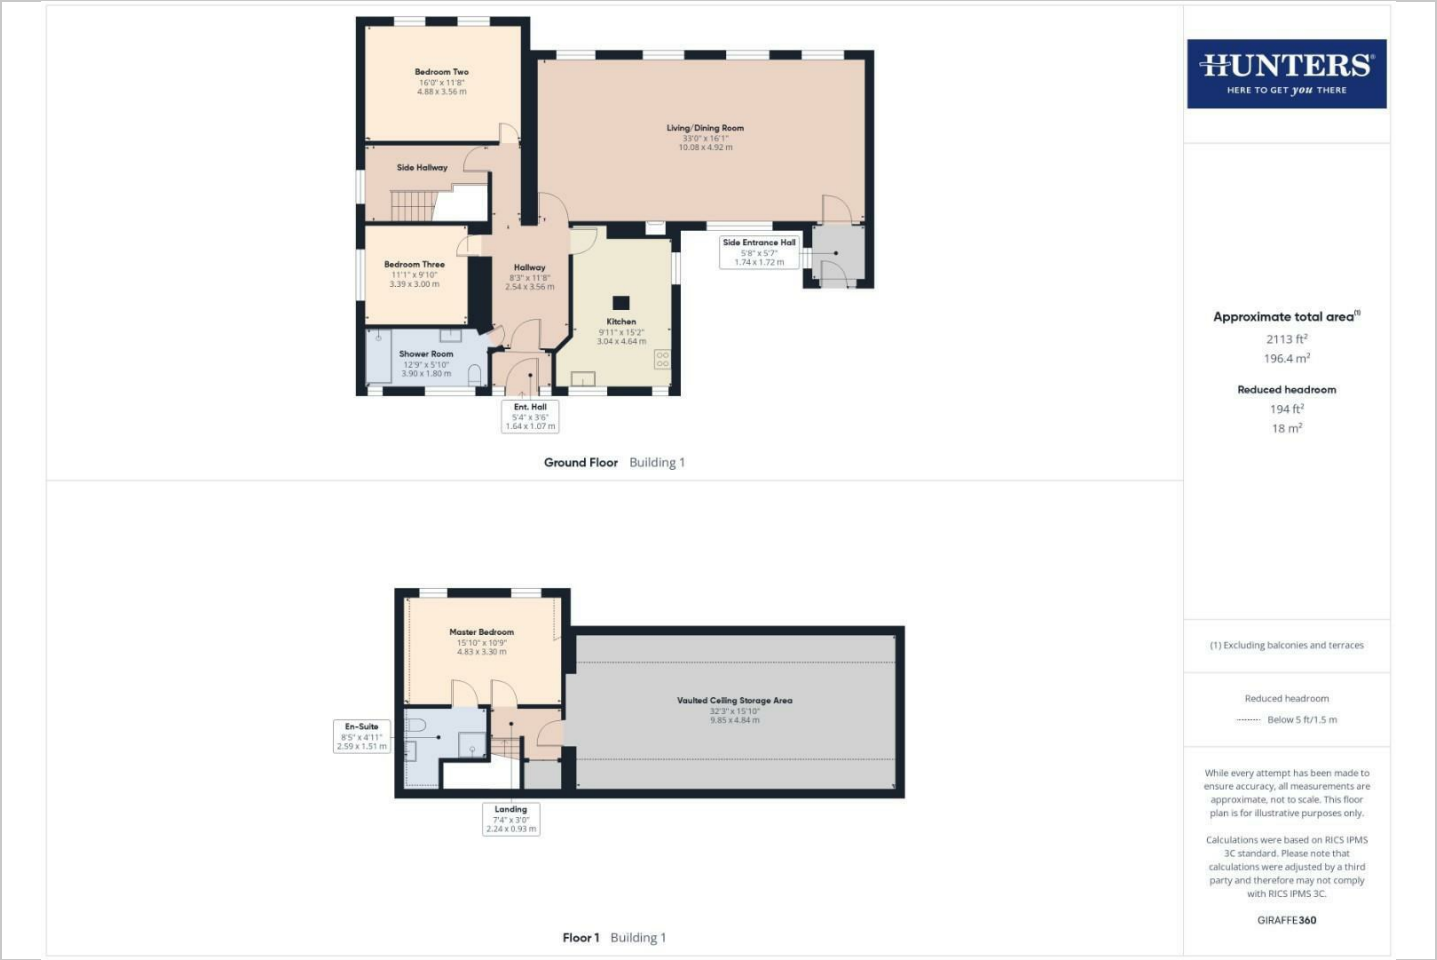 Bedroom Two
16'0" x 11'8"
4.88 x 3.56 m
Living/Dining Room
33'0" x 16'1"
10.08 x 4.92 m
Side Hallway
Side Entrance Hall
5'8" x 5'7"
1.74 x 1.72 m
Bedroom Three
11'1" x 9'10"
3.39 x 3.00 m
Hallway
8'3" x 11'8"
2.54 x 3.56 m
Kitchen
9'11" x 15'2"
3.04 x 4.64 m
Shower Room
12'9" x 5'10"
3.90 x 1.80 m
Ent. Hall
5'4" x 3'6"
1.64 x 1.07 m
Ground Floor Building 1
Master Bedroom
15'10" x 10'9"
4.83 x 3.30 m
Vaulted Ceiling Storage Area
32'3" x 15'10"
9.85 x 4.84 m
En-Suite
8'5" x 4'11"
2.59 x 1.51 m
Landing
7'4" x 3'0"
2.24 x 0.93 m
Floor 1 Building 1
HUNTERS®
HERE TO GET you THERE
Approximate total area(1)
2113 ft²
196.4 m²
Reduced headroom
194 ft²
18 m²
(1) Excluding balconies and terraces
Reduced headroom
Below 5 ft/1.5 m
While every attempt has been made to
ensure accuracy, all measurements are
approximate, not to scale. This floor
plan is for illustrative purposes only.
Calculations were based on RICS IPMS
3C standard. Please note that
calculations were adjusted by a third
party and therefore may not comply
with RICS IPMS 3C.
GIRAFFE360